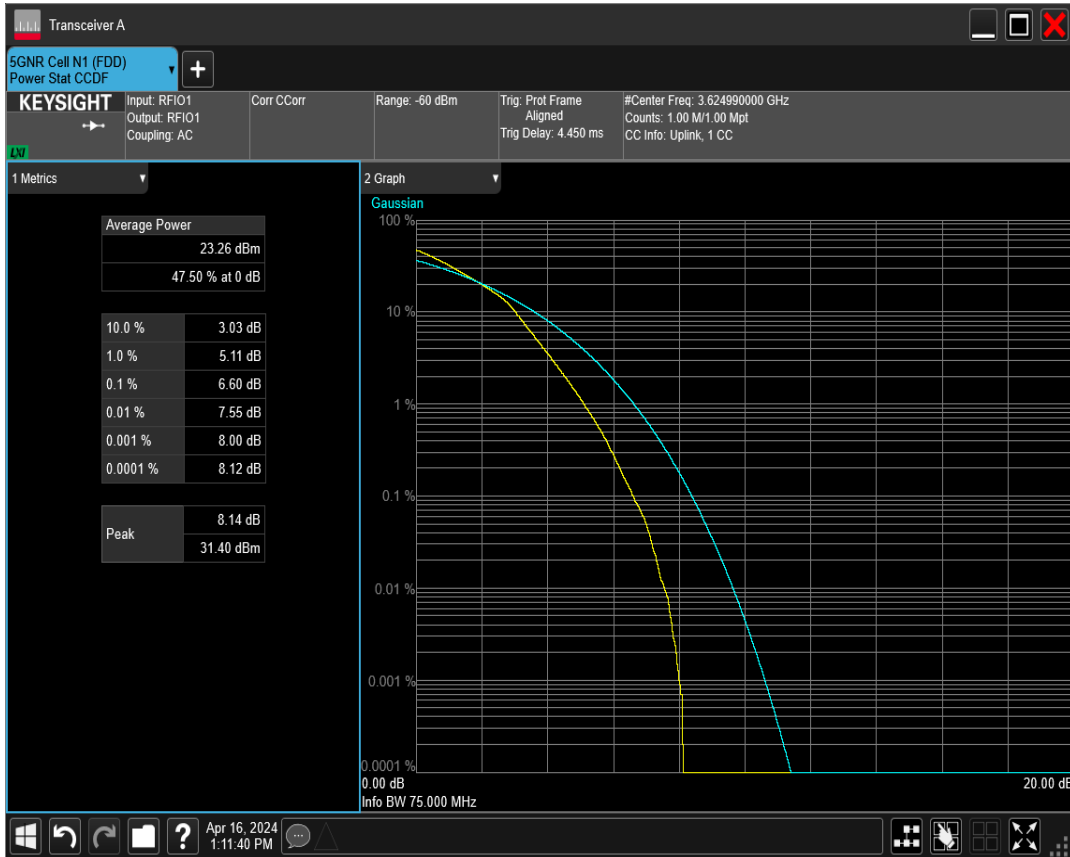 Transceiver A
5GNR Cell N1 (FDD)
Power Stat CCDF
KEYSIGHT
LXI
Input: RFIO1
Output: RFIO1
Coupling: AC
Corr CCorr
Range: -60 dBm
Trig: Prot Frame
Aligned
Trig Delay: 4.450 ms
#Center Freq: 3.624990000 GHz
Counts: 1.00 M/1.00 Mpt
CC Info: Uplink, 1 CC
1 Metrics
Average Power
23.26 dBm
47.50 % at 0 dB
10.0 % 3.03 dB
1.0 % 5.11 dB
0.1 % 6.60 dB
0.01 % 7.55 dB
0.001 % 8.00 dB
0.0001 % 8.12 dB
Peak
8.14 dB
31.40 dBm
2 Graph
Gaussian
100 %
10 %
1 %
0.1 %
0.01 %
0.001 %
0.0001 %
0.00 dB
20.00 dB
Info BW 75.000 MHz
?
Apr 16, 2024
1:11:40 PM